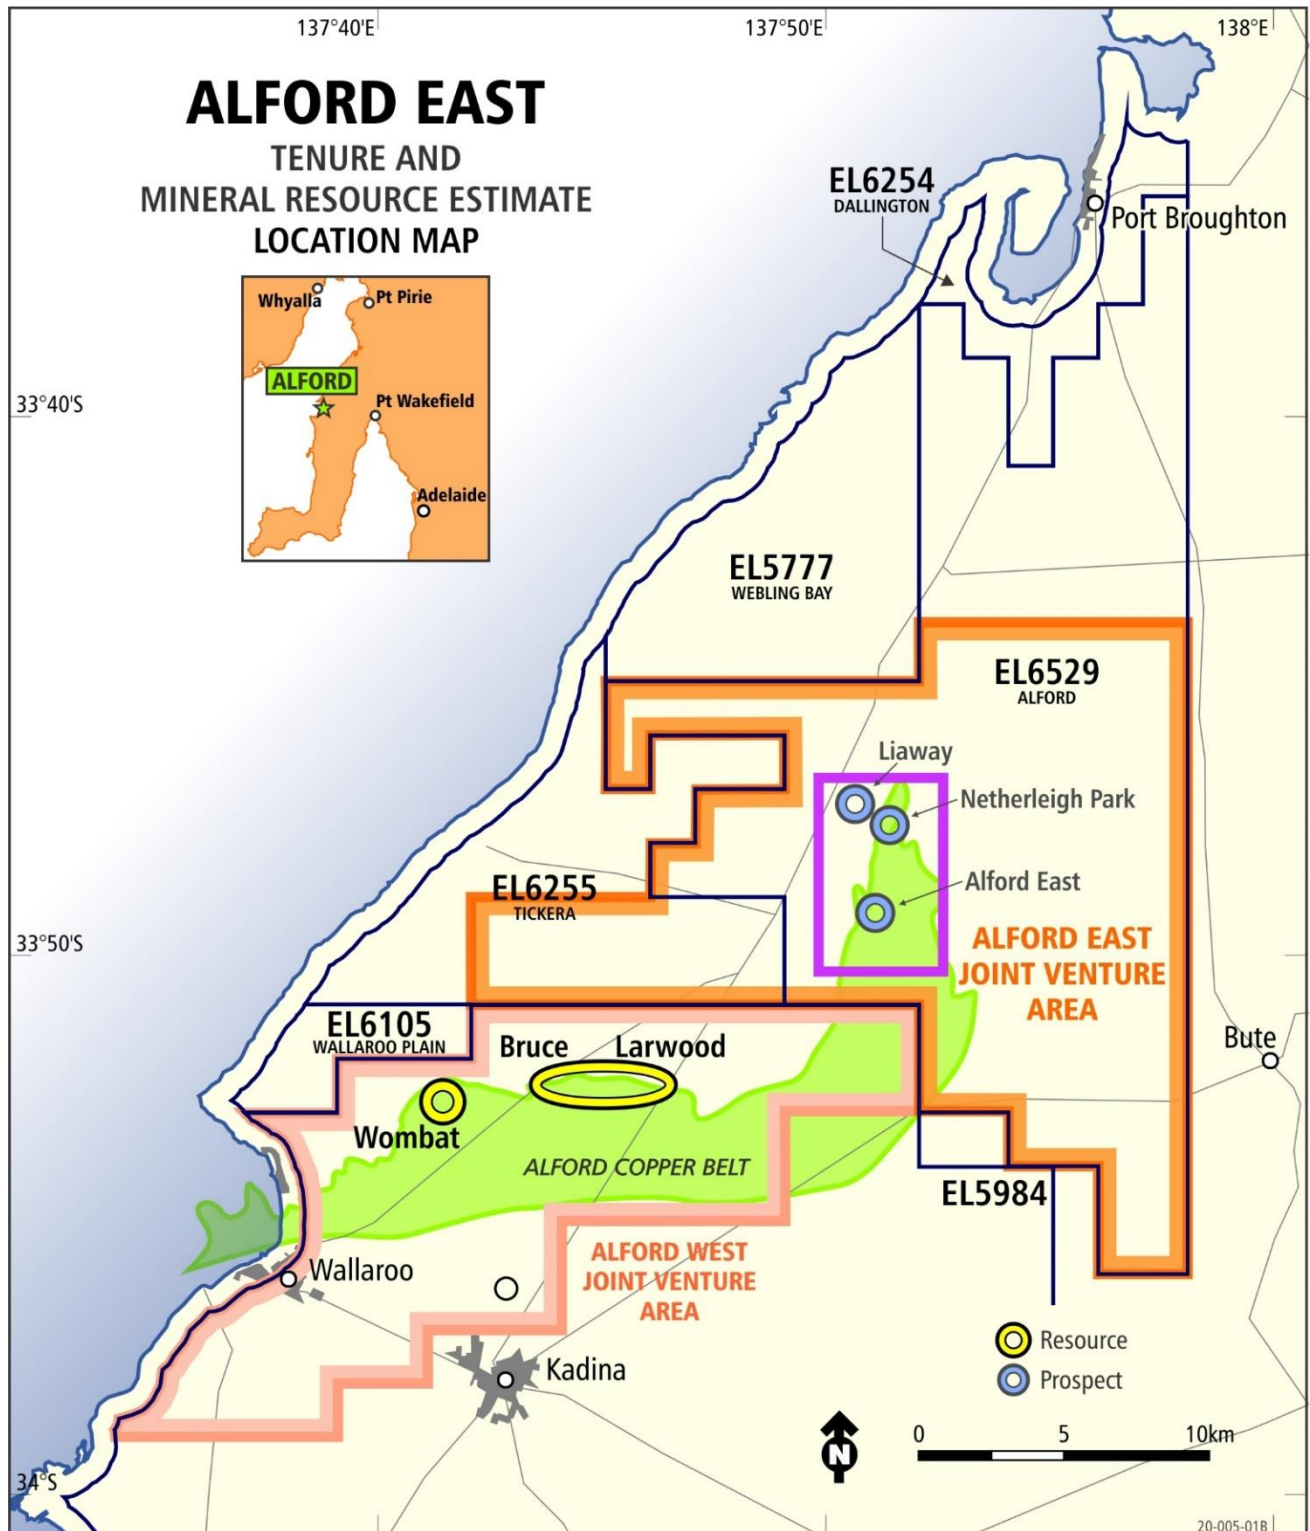 137°40'E
137°50'E
138°E
ALFORD EAST
TENURE AND
MINERAL RESOURCE ESTIMATE
LOCATION MAP
Whyalla
Pt Pirie
ALFORD
Pt Wakefield
Adelaide
EL6254
DALLINGTON
Port Broughton
33°40'S
EL5777
WEBLING BAY
EL6529
ALFORD
Liaway
Netherleigh Park
Alford East
EL6255
TICKERA
33°50'S
ALFORD EAST
JOINT VENTURE
AREA
EL6105
WALLAROO PLAIN
Bruce
Larwood
Bute
Wombat
ALFORD COPPER BELT
EL5984
Wallaroo
ALFORD WEST
JOINT VENTURE
AREA
Kadina
Resource
Prospect
N
0 5 10km
34°S
20-005-01B